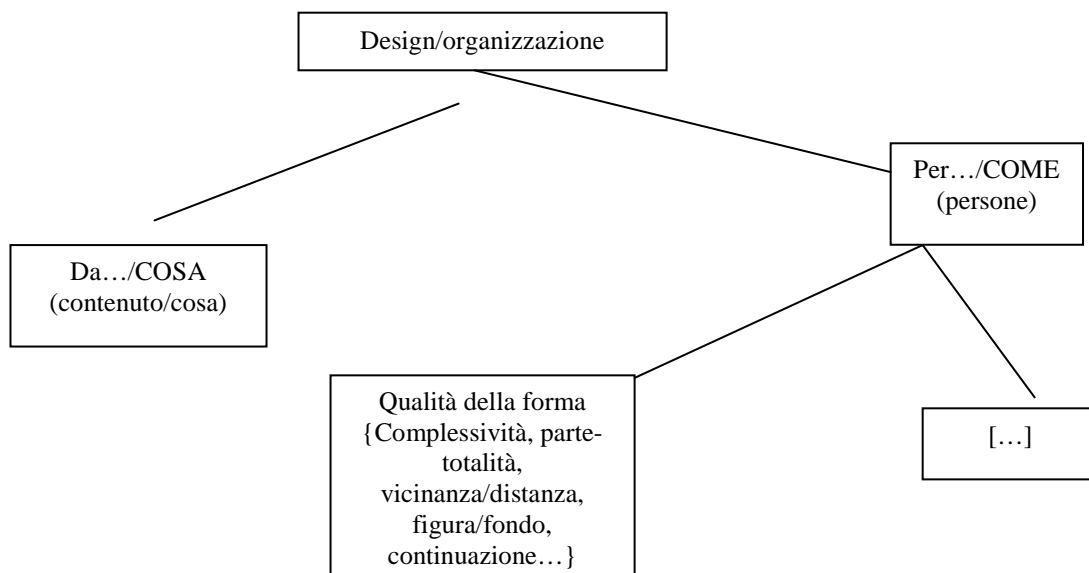 Design/organizzazione
Per…/COME
(persone)
Da…/COSA
(contenuto/cosa)
Qualità della forma
{Complessività, parte-
totalità,
vicinanza/distanza,
figura/fondo,
continuazione…}
[…]